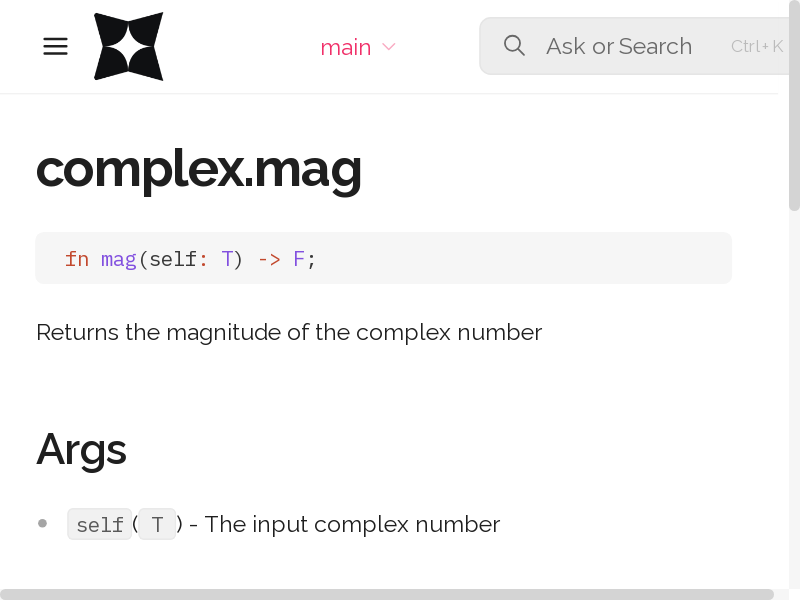 main
Ask or Search
Ctrl+K
complex.mag
fn mag(self: T) -> F;
Returns the magnitude of the complex number
Args
self(T) - The input complex number